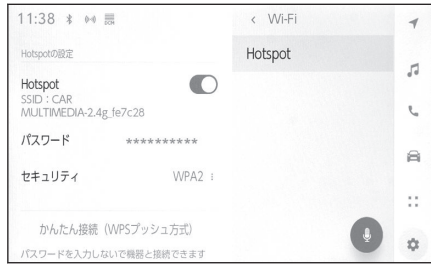 11:38
DCM
Hotspotの設定
Hotspot
SSID：CAR
MULTIMEDIA-2.4g_fe7c28
パスワード **********
セキュリティ WPA2
かんたん接続（WPSプッシュ方式）
パスワードを入力しないで機器と接続できます
< Wi-Fi
Hotspot